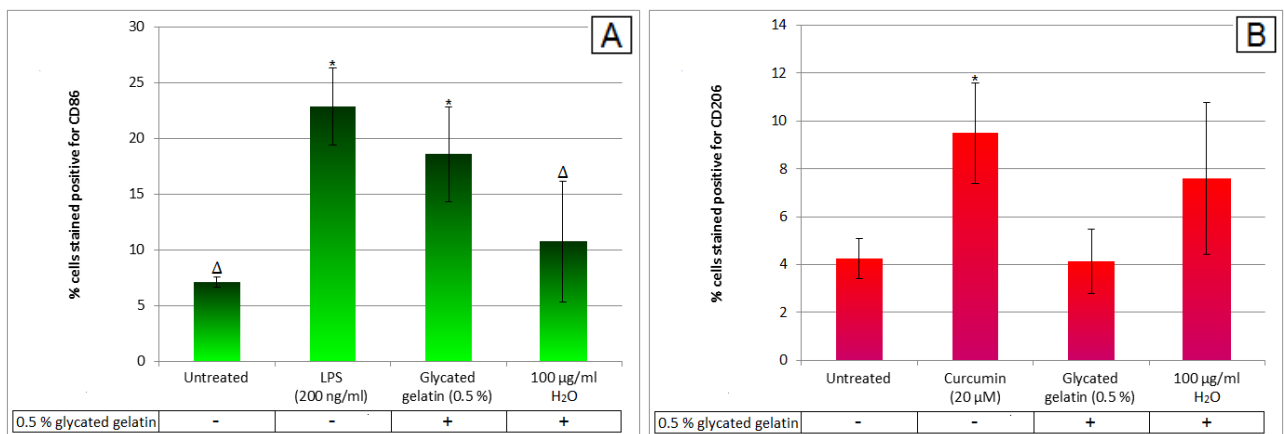 A
% cells stained positive for CD86
30
25
20
15
10
5
0
Δ
*
*
Δ
Untreated
LPS
(200 ng/ml)
Glycated
gelatin (0.5 %)
100 µg/ml
H₂O
0.5 % glycated gelatin - - + +
B
% cells stained positive for CD206
14
12
10
8
6
4
2
0
*
Untreated
Curcumin
(20 µM)
Glycated
gelatin (0.5 %)
100 µg/ml
H₂O
0.5 % glycated gelatin - - + +